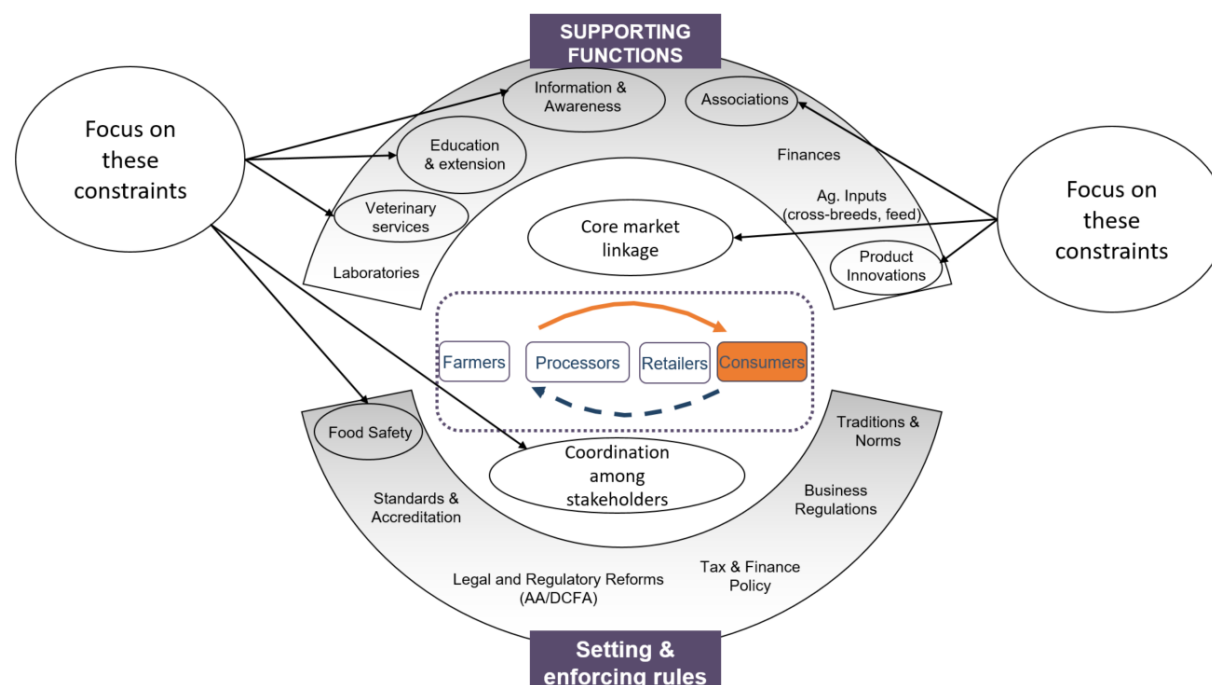 SUPPORTING
FUNCTIONS
Information &
Awareness
Associations
Focus on
these
constraints
Education
& extension
Finances
Focus on
these
constraints
Veterinary
services
Ag. Inputs
(cross-breeds, feed)
Core market
linkage
Laboratories
Product
Innovations
Farmers
Processors
Retailers
Consumers
Food Safety
Traditions &
Norms
Coordination
among
stakeholders
Standards &
Accreditation
Business
Regulations
Legal and Regulatory Reforms
(AA/DCFA)
Tax & Finance
Policy
Setting &
enforcing rules